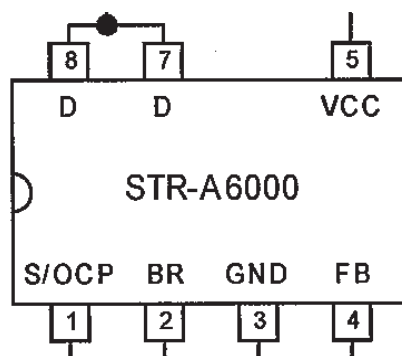 8 7 5
D D VCC
STR-A6000
S/OCP BR GND FB
1 2 3 4